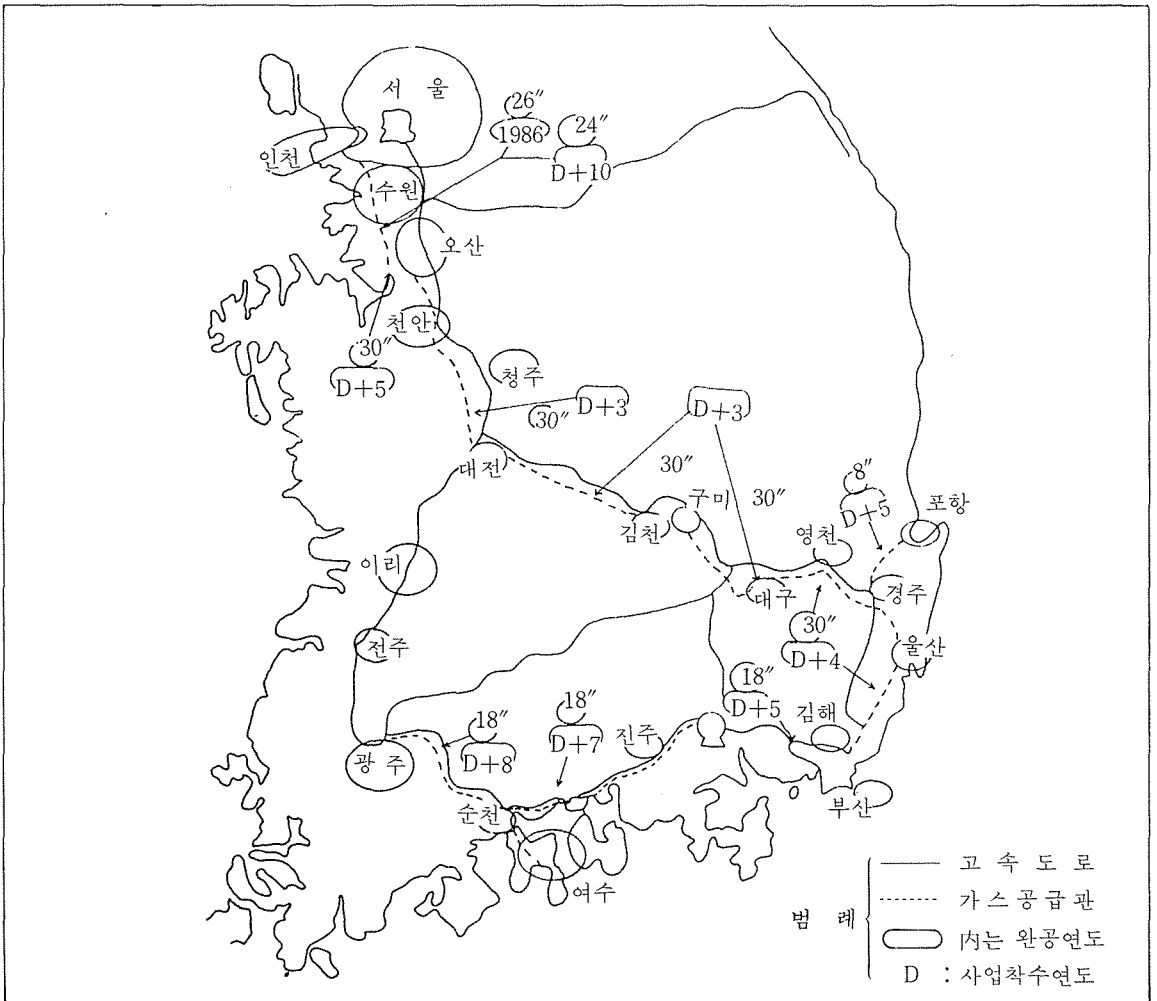 서 울
26″
1986
24″
D+10
인천
수원
오산
천안
30″
D+5
청주
D+3
30″
D+3
대전
30″
구미
30″
8″
D+5
포항
김천
영천
이리
대구
경주
30″
D+4
울산
전주
18″
D+5
김해
18″
D+7
진주
18″
D+8
광 주
순천
부산
여수
범 례
고 속 도 로
가 스 공 급 관
内는 완공연도
D : 사업착수연도